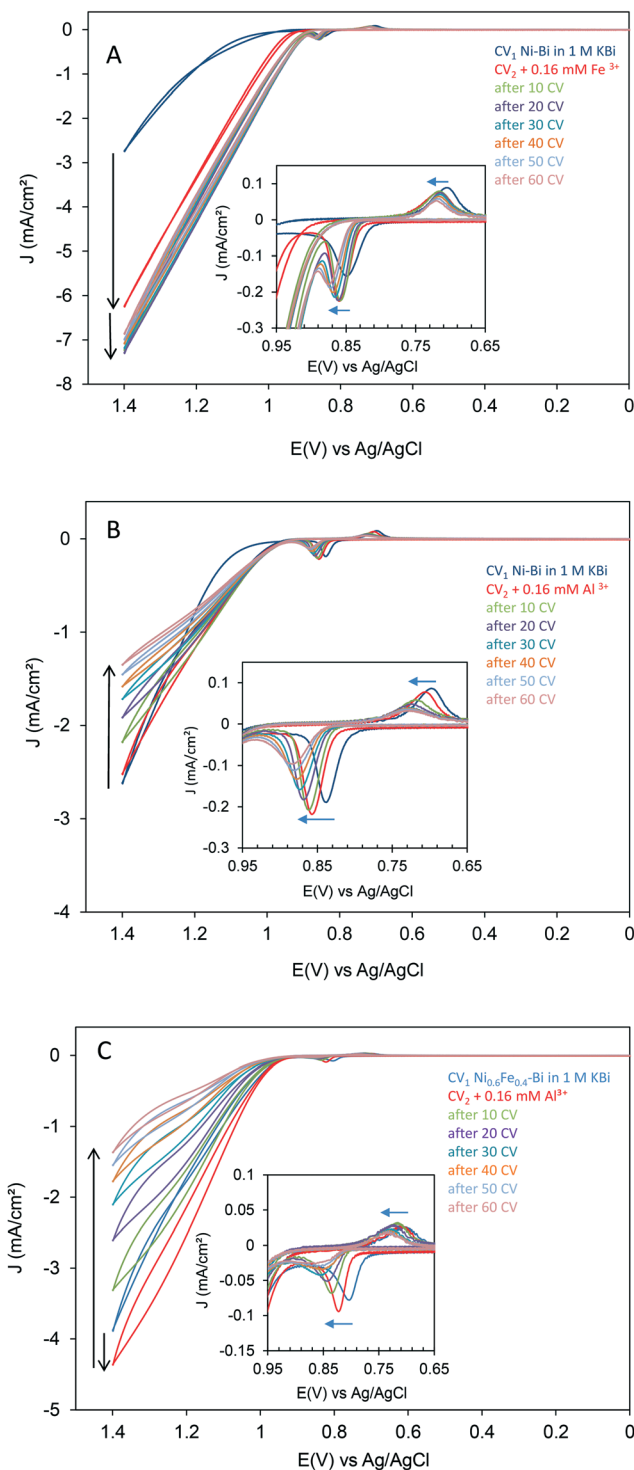 A
0
-1
-2
-3
-4
-5
-6
-7
-8
J (mA/cm²)
1.4 1.2 1 0.8 0.6 0.4 0.2 0
E(V) vs Ag/AgCl
CV₁ Ni-Bi in 1 M KBi
CV₂ + 0.16 mM Fe ³⁺
after 10 CV
after 20 CV
after 30 CV
after 40 CV
after 50 CV
after 60 CV
0.1
0
-0.1
-0.2
-0.3
J (mA/cm²)
0.95 0.85 0.75 0.65
E(V) vs Ag/AgCl
B
0
-1
-2
-3
-4
J (mA/cm²)
1.4 1.2 1 0.8 0.6 0.4 0.2 0
E(V) vs Ag/AgCl
CV₁ Ni-Bi in 1 M KBi
CV₂ + 0.16 mM Al ³⁺
after 10 CV
after 20 CV
after 30 CV
after 40 CV
after 50 CV
after 60 CV
0.1
0
-0.1
-0.2
-0.3
J (mA/cm²)
0.95 0.85 0.75 0.65
E(V) vs Ag/AgCl
C
0
-1
-2
-3
-4
-5
J (mA/cm²)
1.4 1.2 1 0.8 0.6 0.4 0.2 0
E(V) vs Ag/AgCl
CV₁ Ni₀.₆Fe₀.₄-Bi in 1 M KBi
CV₂ + 0.16 mM Al³⁺
after 10 CV
after 20 CV
after 30 CV
after 40 CV
after 50 CV
after 60 CV
0.1
0.05
0
-0.05
-0.1
-0.15
J (mA/cm²)
0.95 0.85 0.75 0.65
E(V) vs Ag/AgCl